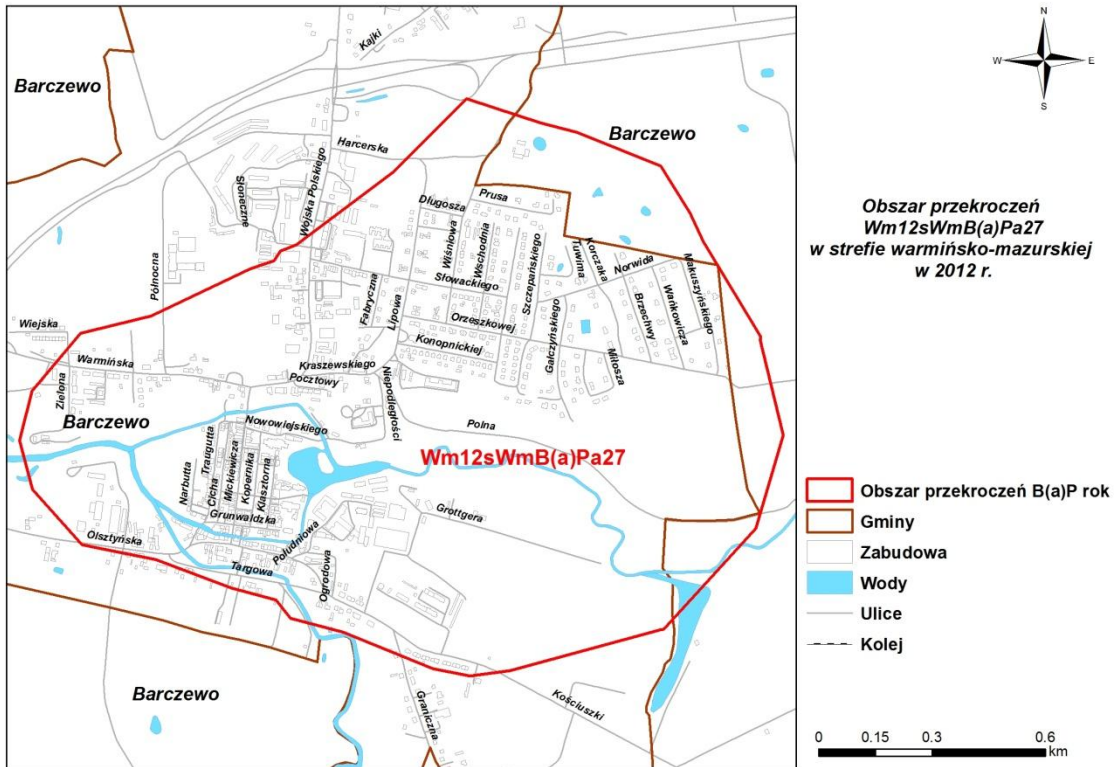 N
W
E
S
Kajki
Barczewo
Barczewo
Harcerska
Słoneczne
Wojska Polskiego
Długosza
Prusa
Wiśniowa
Wschodnia
Szczepańskiego
Tuwima
Korczaka
Norwida
Makuszyńskiego
Północna
Fabryczna
Lipowa
Słowackiego
Orzeszkowej
Konopnickiej
Gałczyńskiego
Brzechwy
Wańkowicza
Miłosza
Wiejska
Warmińska
Zielona
Kraszewskiego
Pocztowy
Niepodległości
Barczewo
Nowowiejskiego
Polna
Wm12sWmB(a)Pa27
Narbutta
Traugutta
Cicha
Mickiewicza
Kopernika
Klasztorna
Grunwaldzka
Grottgera
Olsztyńska
Południowa
Targowa
Ogrodowa
Barczewo
Graniczna
Kościuszki
Obszar przekroczeń
Wm12sWmB(a)Pa27
w strefie warmińsko-mazurskiej
w 2012 r.
Obszar przekroczeń B(a)P rok
Gminy
Zabudowa
Wody
Ulice
Kolej
0 0.15 0.3 0.6
km